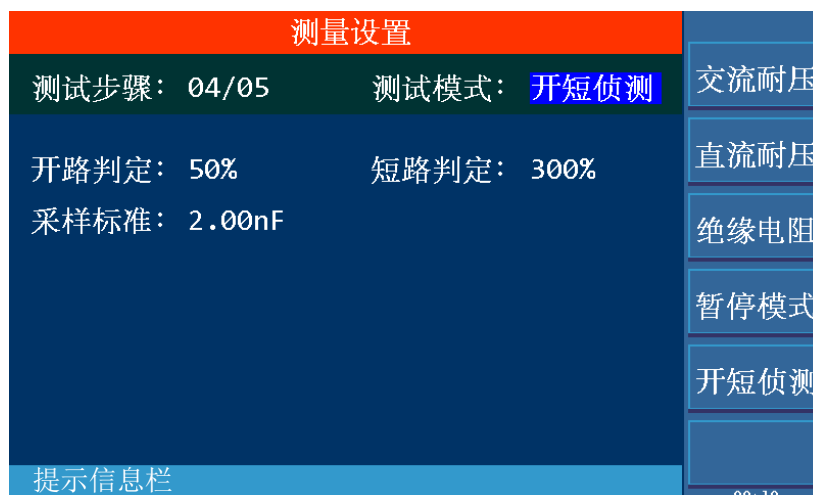 测量设置
测试步骤： 04/05 测试模式： 开短侦测
开路判定： 50% 短路判定： 300%
采样标准： 2.00nF
提示信息栏
交流耐压
直流耐压
绝缘电阻
暂停模式
开短侦测